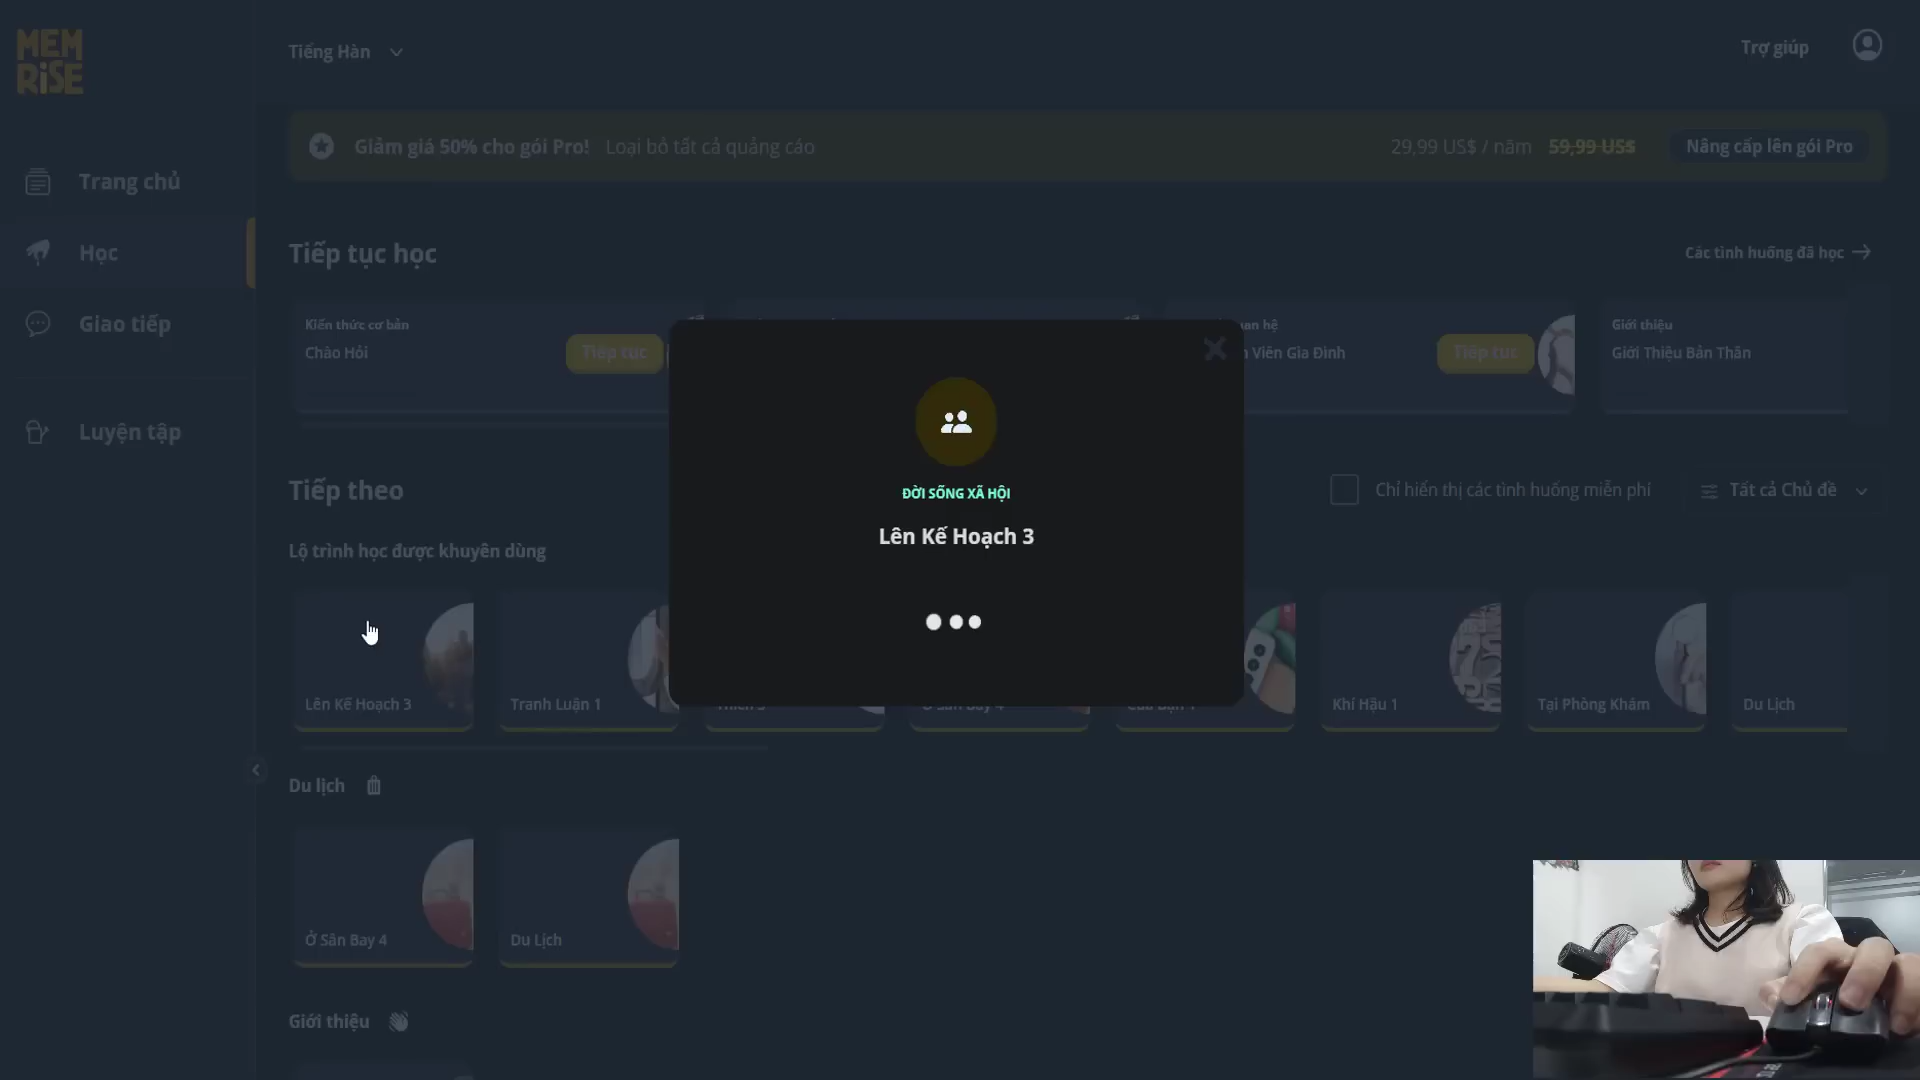 MEM
RiSE
Tiếng Hàn
Trợ giúp
Giảm giá 50% cho gói Pro! Loại bỏ tất cả quảng cáo
29,99 US$ / năm 59,99 US$ Nâng cấp lên gói Pro
Trang chủ
Học
Giao tiếp
Luyện tập
Tiếp tục học
Các tình huống đã học
Kiến thức cơ bản
Chào Hỏi
Tiếp tục
Viên Gia Đình
Tiếp tục
Giới thiệu
Giới Thiệu Bản Thân
ĐỜI SỐNG XÃ HỘI
Lên Kế Hoạch 3
Tiếp theo
Chỉ hiển thị các tình huống miễn phí
Tất cả Chủ đề
Lộ trình học được khuyên dùng
Lên Kế Hoạch 3
Tranh Luận 1
Khí Hậu 1
Tại Phòng Khám
Du Lịch
Du lịch
Ở Sân Bay 4
Du Lịch
Giới thiệu